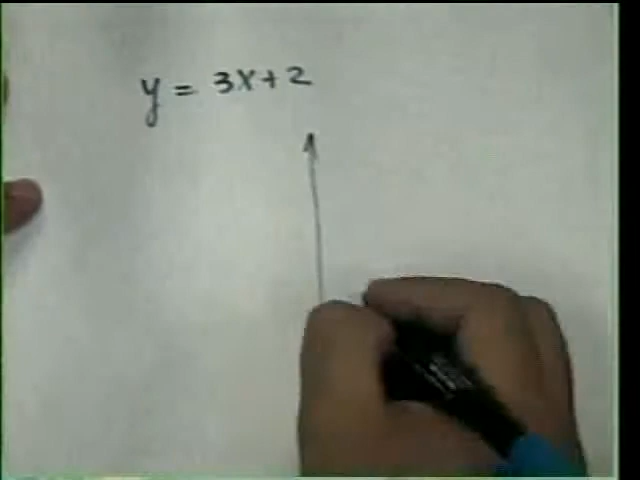 y = 3x+2